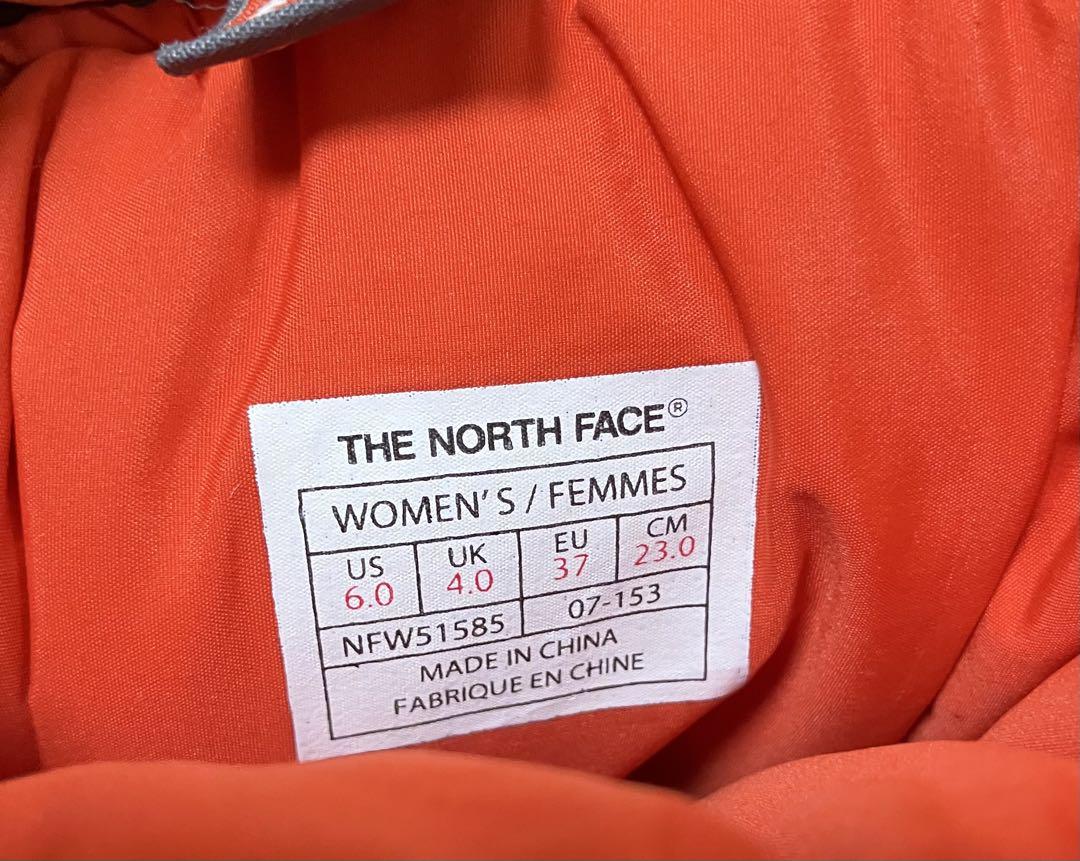 THE NORTH FACE®
WOMEN'S / FEMMES
US UK EU CM
6.0 4.0 37 23.0
NFW51585 07-153
MADE IN CHINA
FABRIQUE EN CHINE